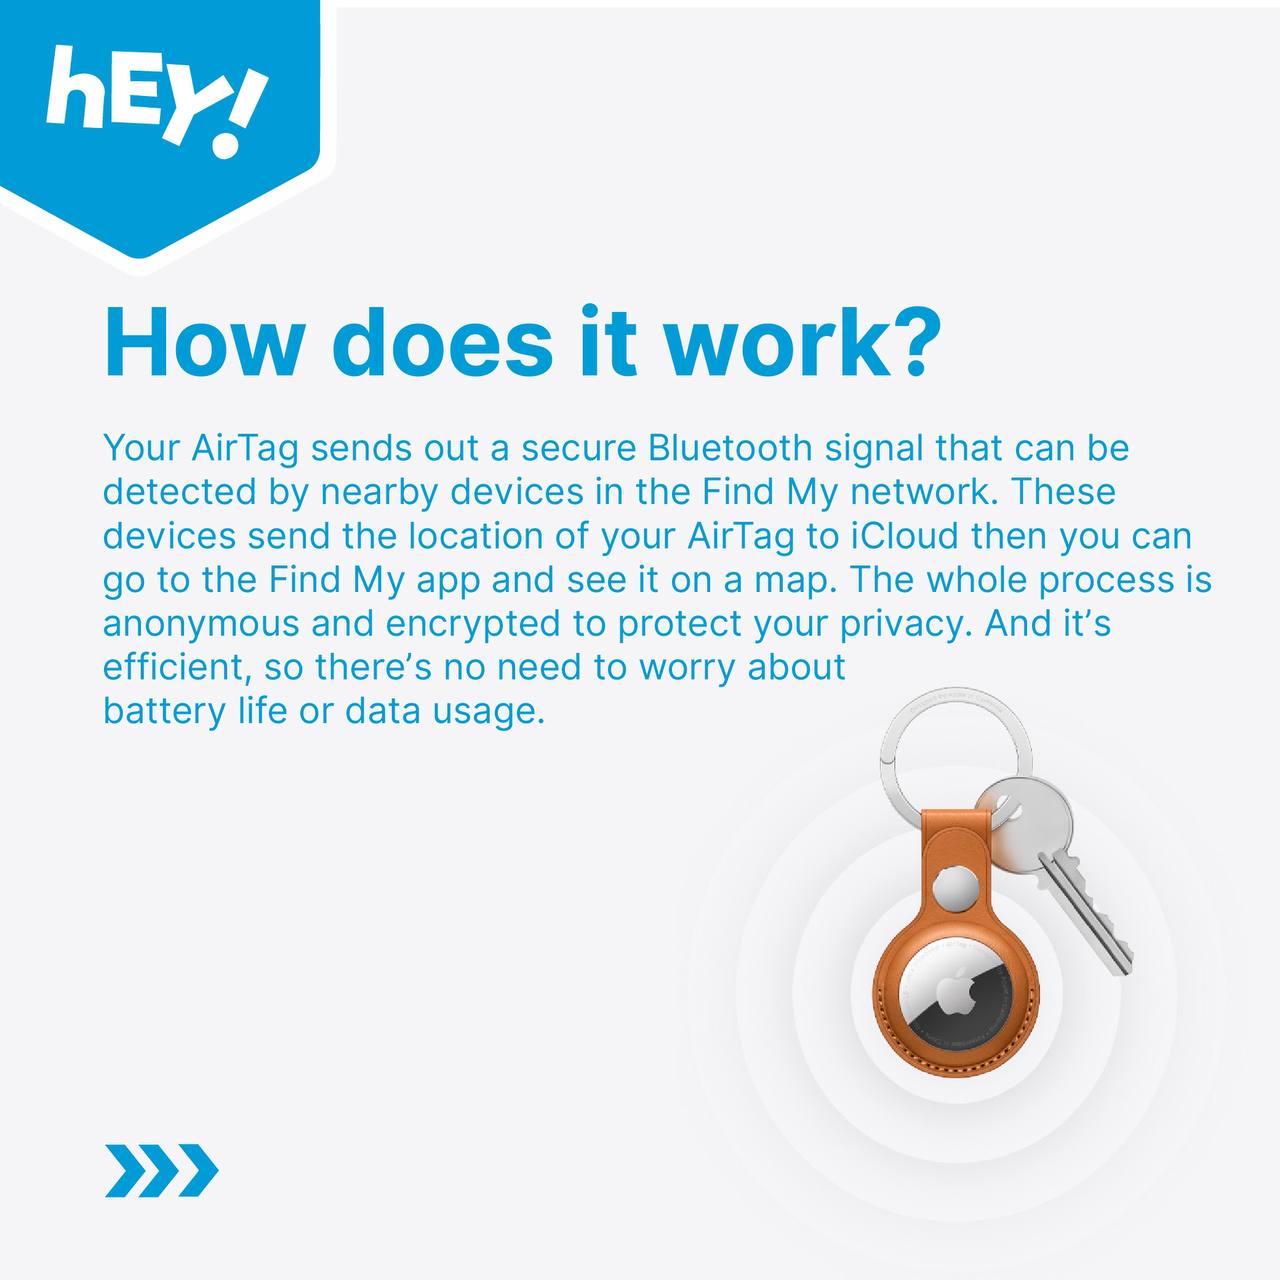 hEY!
How does it work?
Your AirTag sends out a secure Bluetooth signal that can be
detected by nearby devices in the Find My network. These
devices send the location of your AirTag to iCloud then you can
go to the Find My app and see it on a map. The whole process is
anonymous and encrypted to protect your privacy. And it’s
efficient, so there’s no need to worry about
battery life or data usage.